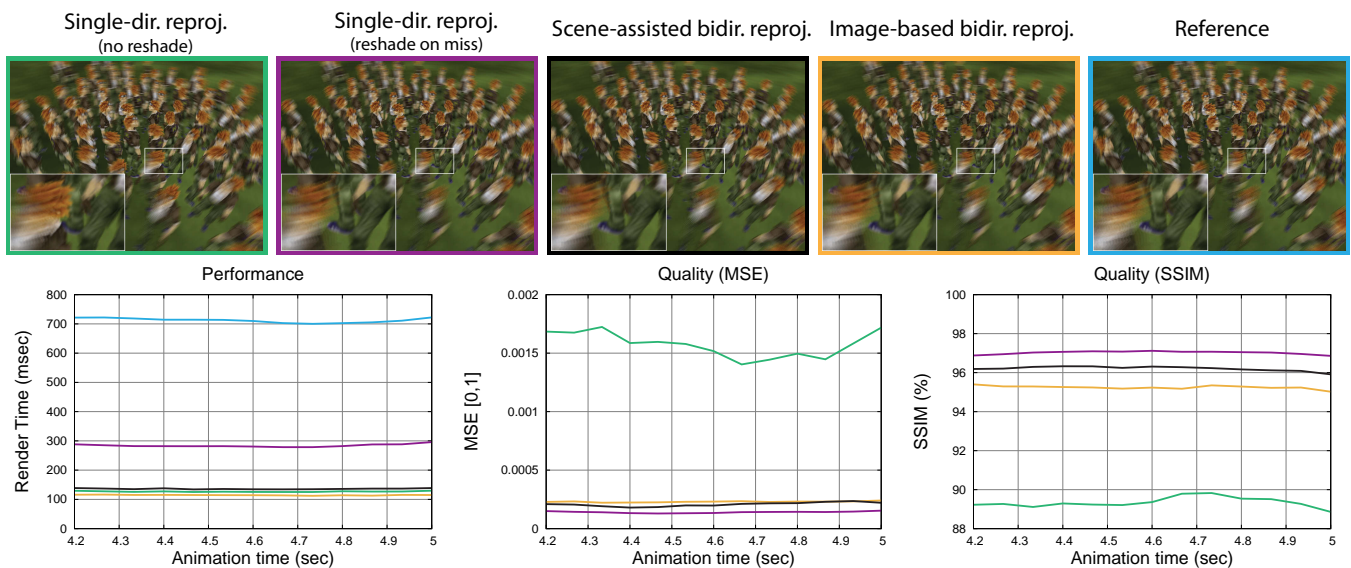 Single-dir. reproj.
(no reshade)
Single-dir. reproj.
(reshade on miss)
Scene-assisted bidir. reproj.
Image-based bidir. reproj.
Reference
Performance
Render Time (msec)
800
700
600
500
400
300
200
100
0
4.2 4.3 4.4 4.5 4.6 4.7 4.8 4.9 5
Animation time (sec)
Quality (MSE)
MSE [0,1]
0.002
0.0015
0.001
0.0005
0
4.2 4.3 4.4 4.5 4.6 4.7 4.8 4.9 5
Animation time (sec)
Quality (SSIM)
SSIM (%)
100
98
96
94
92
90
88
4.2 4.3 4.4 4.5 4.6 4.7 4.8 4.9 5
Animation time (sec)